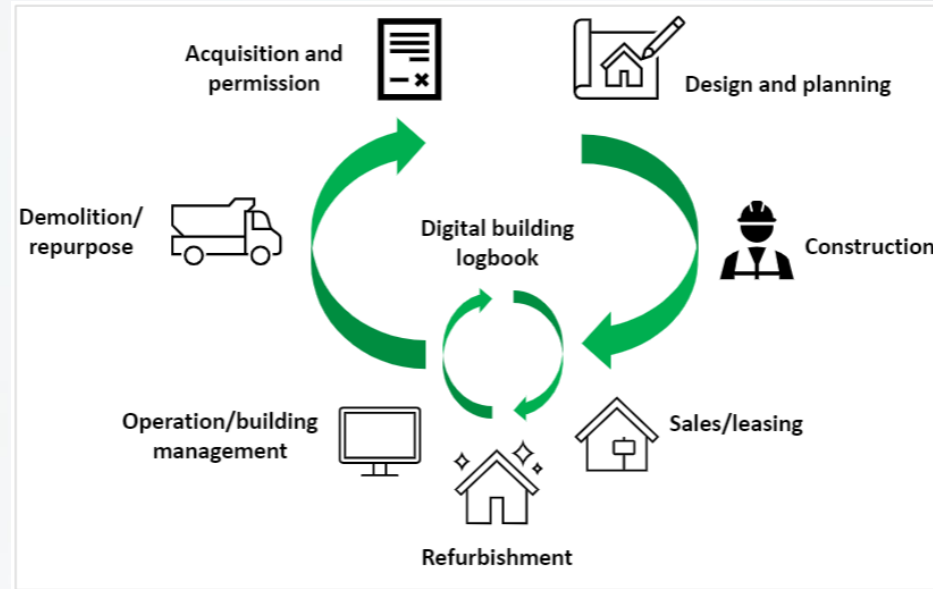 Acquisition and
permission
Design and planning
Demolition/
repurpose
Digital building
logbook
Construction
Operation/building
management
Sales/leasing
Refurbishment